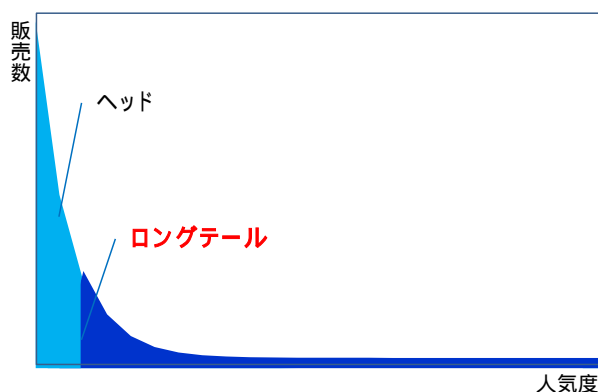 販売数
ヘッド
ロングテール
人気度